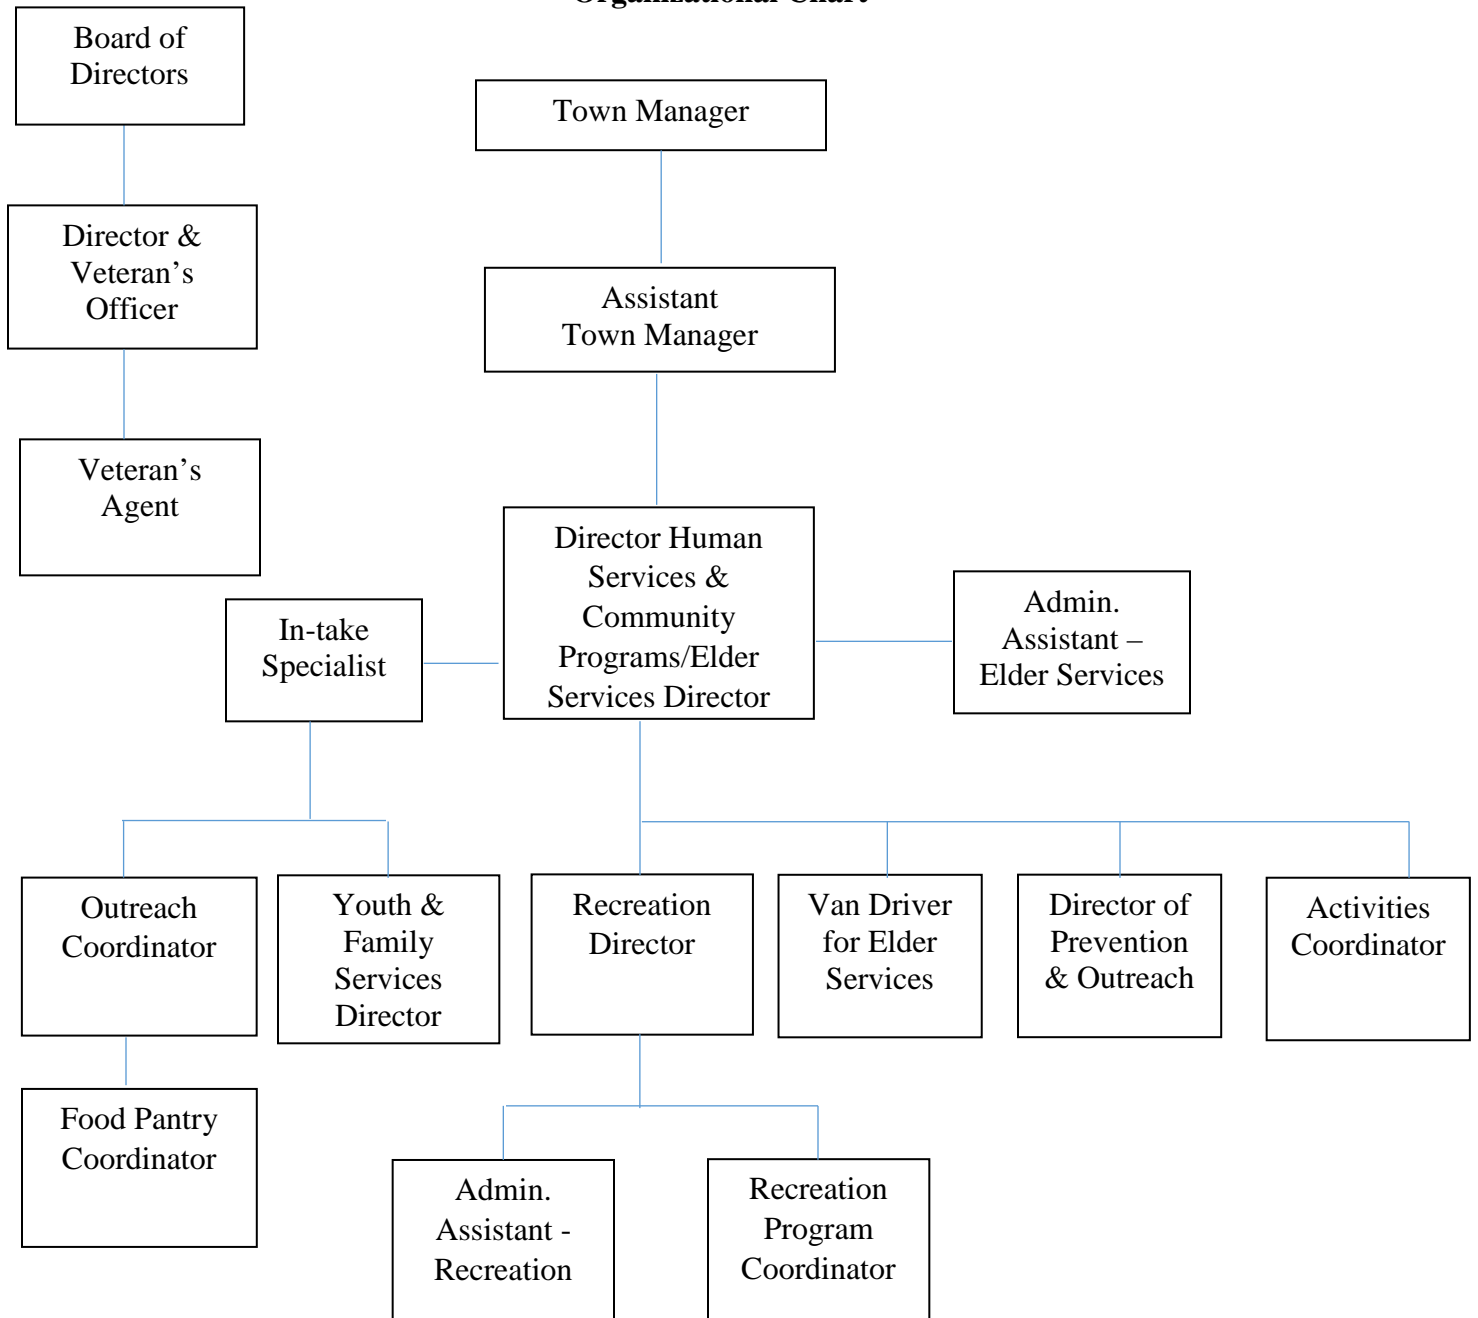 Organizational Chart
Board of
Directors
Town Manager
Director &
Veteran’s
Officer
Assistant
Town Manager
Veteran’s
Agent
Director Human
Services &
Community
Programs/Elder
Services Director
In-take
Specialist
Admin.
Assistant –
Elder Services
Outreach
Coordinator
Youth &
Family
Services
Director
Recreation
Director
Van Driver
for Elder
Services
Director of
Prevention
& Outreach
Activities
Coordinator
Food Pantry
Coordinator
Admin.
Assistant -
Recreation
Recreation
Program
Coordinator